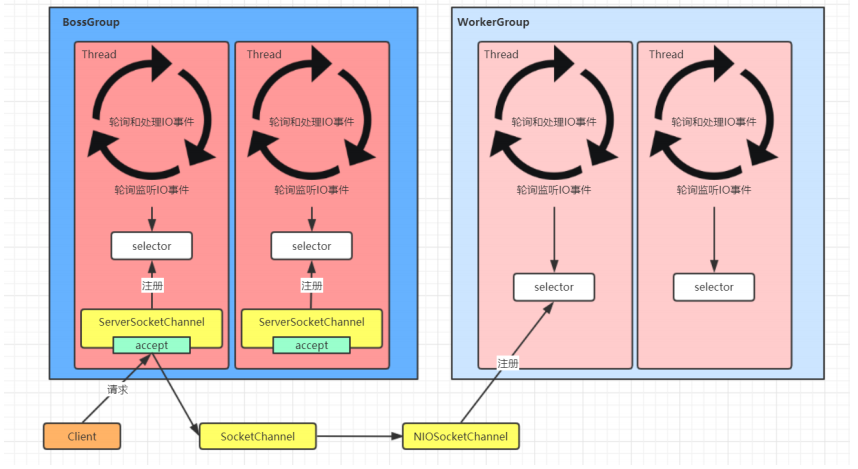 BossGroup
Thread
轮询和处理IO事件
轮询监听IO事件
selector
注册
ServerSocketChannel
accept
Thread
轮询和处理IO事件
轮询监听IO事件
selector
注册
ServerSocketChannel
accept
WorkerGroup
Thread
轮询和处理IO事件
轮询监听IO事件
selector
Thread
轮询和处理IO事件
轮询监听IO事件
selector
注册
请求
Client
SocketChannel
NIOSocketChannel